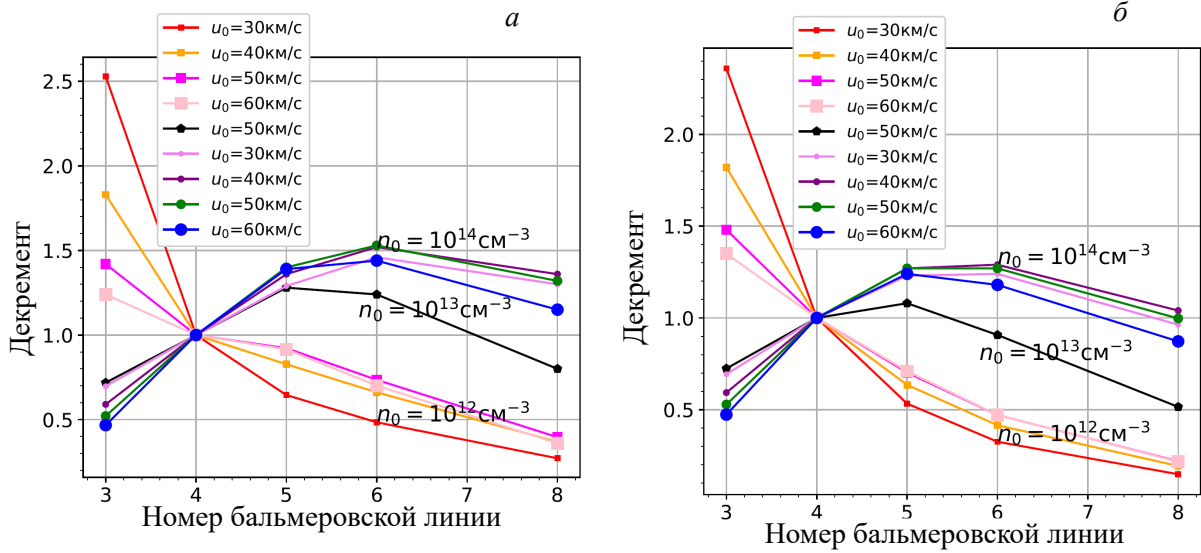 а
u₀=30км/с
u₀=40км/с
u₀=50км/с
u₀=60км/с
u₀=50км/с
u₀=30км/с
u₀=40км/с
u₀=50км/с
u₀=60км/с
Декремент
2.5
2.0
1.5
1.0
0.5
n₀ = 10¹⁴см⁻³
n₀ = 10¹³см⁻³
n₀ = 10¹²см⁻³
3 4 5 6 7 8
Номер бальмеровской линии
б
u₀=30км/с
u₀=40км/с
u₀=50км/с
u₀=60км/с
u₀=50км/с
u₀=30км/с
u₀=40км/с
u₀=50км/с
u₀=60км/с
Декремент
2.0
1.5
1.0
0.5
n₀ = 10¹⁴см⁻³
n₀ = 10¹³см⁻³
n₀ = 10¹²см⁻³
3 4 5 6 7 8
Номер бальмеровской линии